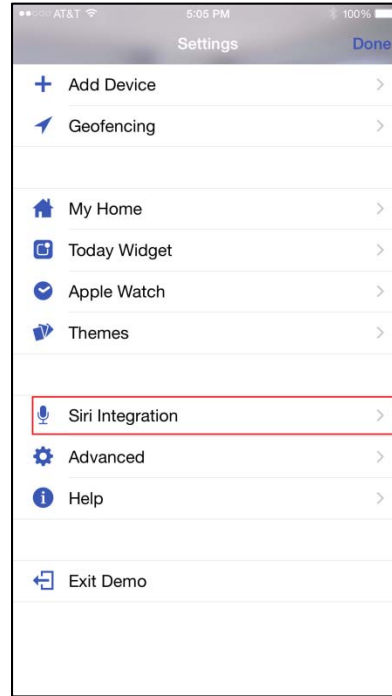 AT&T 5:05 PM 100%
Settings Done
Add Device
Geofencing
My Home
Today Widget
Apple Watch
Themes
Siri Integration
Advanced
Help
Exit Demo